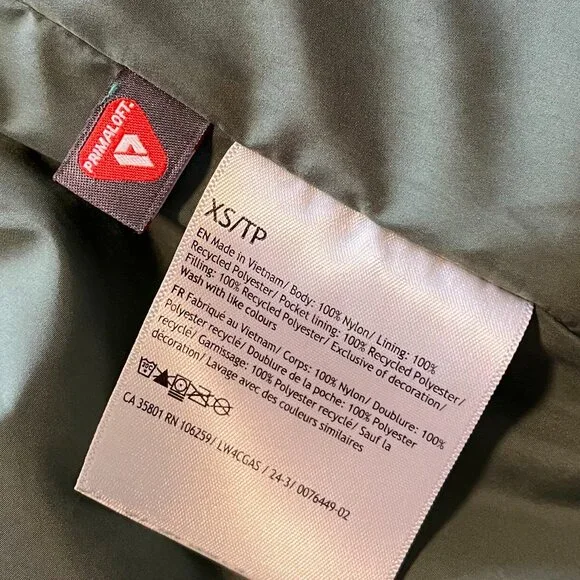 PRIMALOFT®
XS/TP
EN Made in Vietnam/ Body: 100% Nylon/ Lining: 100%
Recycled Polyester/ Pocket lining: 100% Recycled Polyester/
Filling: 100% Recycled Polyester/ Exclusive of decoration/
Wash with like colours
FR Fabriqué au Vietnam/ Corps: 100% Nylon/ Doublure: 100%
Polyester recyclé/ Doublure de la poche: 100% Polyester
recyclé/ Garnissage: 100% Polyester recyclé/ Sauf la
décoration/ Lavage avec des couleurs similaires
CA 35801 RN 106259/ LW4CGAS / 24-3/ 0076449-02